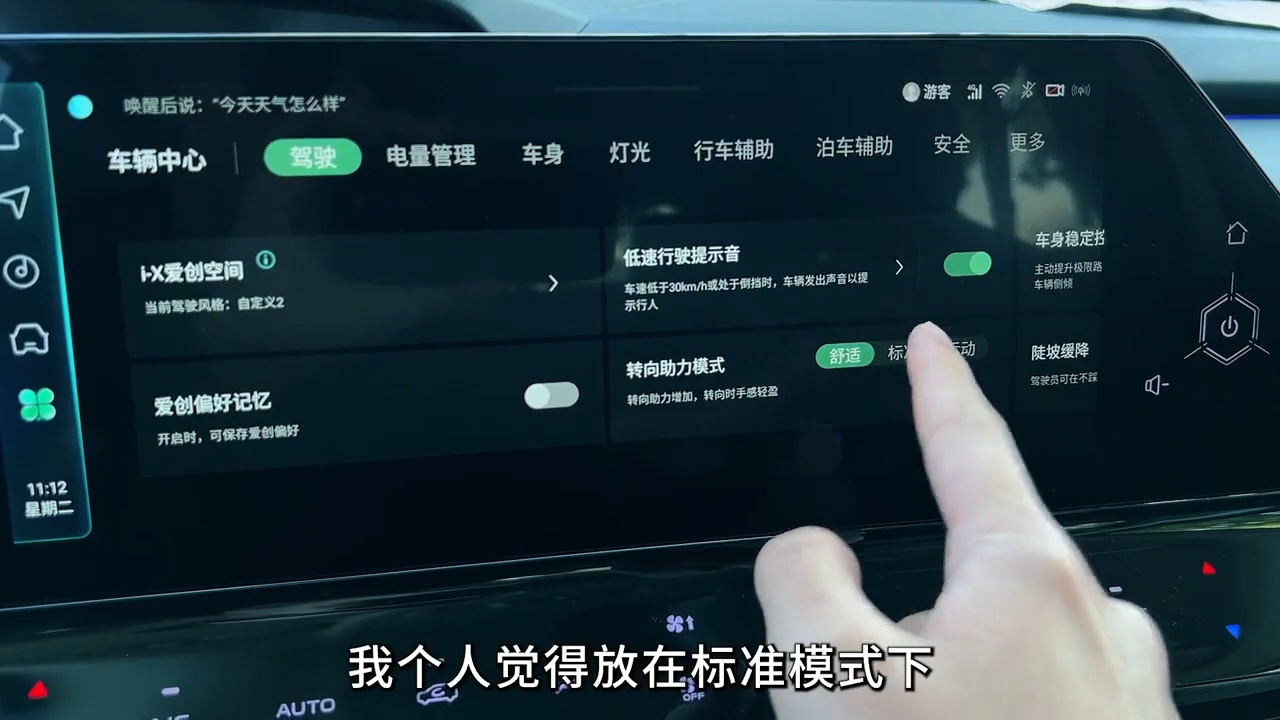 唤醒后说：“今天天气怎么样”
游客
车辆中心
驾驶
电量管理
车身
灯光
行车辅助
泊车辅助
安全
更多
i-X爱创空间
当前驾驶风格：自定义2
低速行驶提示音
车速低于30km/h或处于倒挡时，车辆发出声音以提
示行人
车身稳定控
主动提升极限路
车辆侧倾
爱创偏好记忆
开启时，可保存爱创偏好
转向助力模式
转向助力增加，转向时手感轻盈
舒适
标
动
陡坡缓降
驾驶员可在不踩
11:12
星期二
我个人觉得放在标准模式下
AUTO
OFF